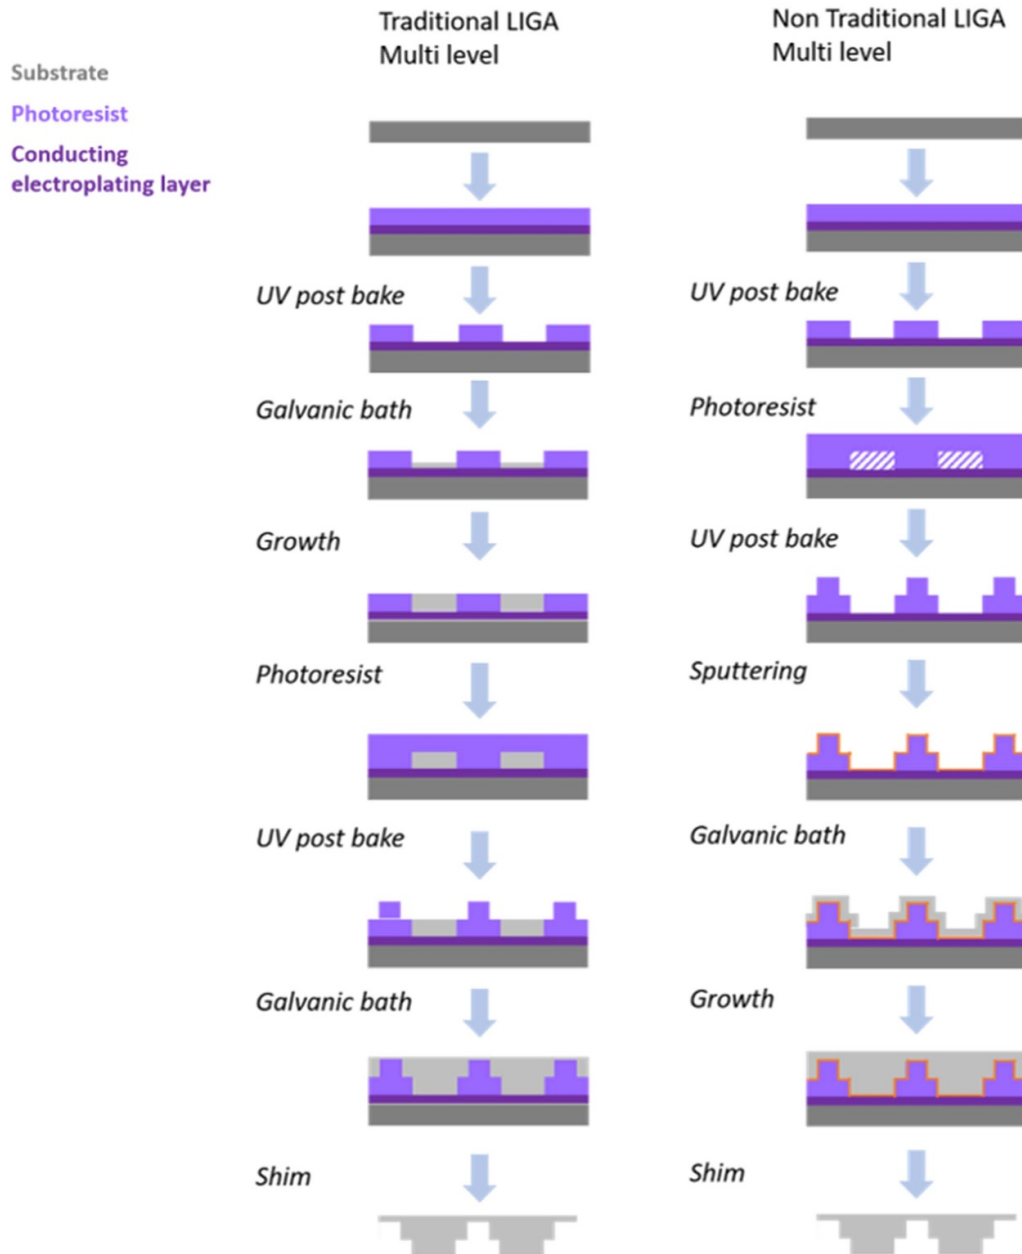 Traditional LIGA
Multi level
Non Traditional LIGA
Multi level
Substrate
Photoresist
Conducting
electroplating layer
UV post bake
Galvanic bath
Growth
Photoresist
UV post bake
Galvanic bath
Shim
UV post bake
Photoresist
UV post bake
Sputtering
Galvanic bath
Growth
Shim